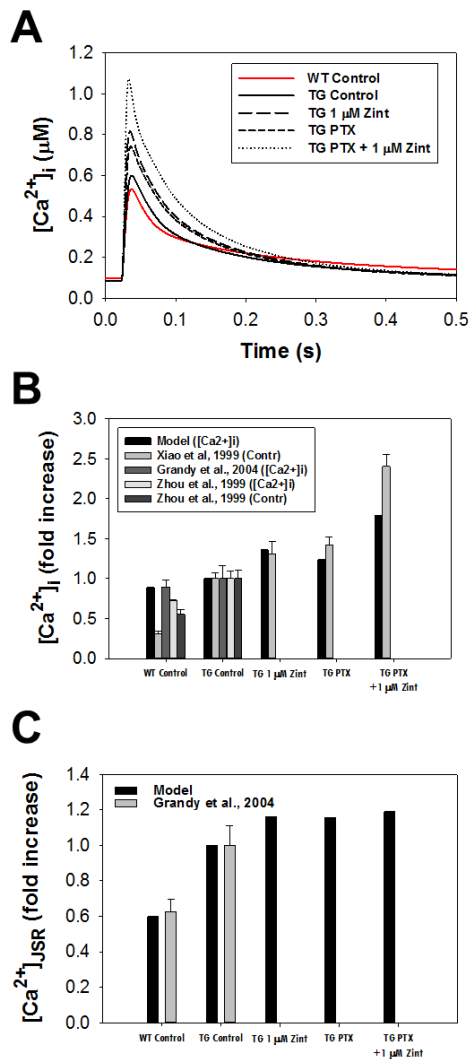 A
[Ca2+]i (μM)
1.2
1.0
0.8
0.6
0.4
0.2
0.0
WT Control
TG Control
TG 1 μM Zint
TG PTX
TG PTX + 1 μM Zint
0.0 0.1 0.2 0.3 0.4 0.5
Time (s)
B
[Ca2+]i (fold increase)
3.0
2.5
2.0
1.5
1.0
0.5
0.0
Model ([Ca2+]i)
Xiao et al, 1999 (Contr)
Grandy et al., 2004 ([Ca2+]i)
Zhou et al., 1999 ([Ca2+]i)
Zhou et al., 1999 (Contr)
WT Control TG Control TG 1 μM Zint TG PTX TG PTX
+1 μM Zint
C
[Ca2+]JSR (fold increase)
1.4
1.2
1.0
0.8
0.6
0.4
0.2
0.0
Model
Grandy et al., 2004
WT Control TG Control TG 1 μM Zint TG PTX TG PTX
+1 μM Zint